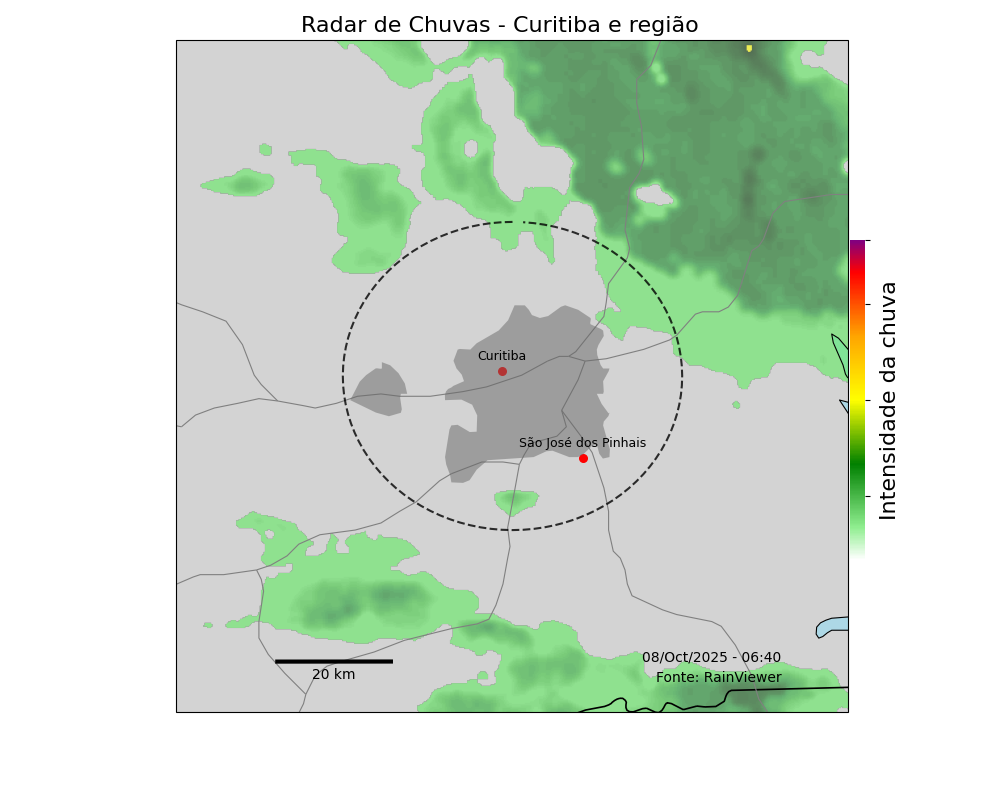 Radar de Chuvas - Curitiba e região
Curitiba
São José dos Pinhais
Intensidade da chuva
08/Oct/2025 - 06:40
Fonte: RainViewer
20 km